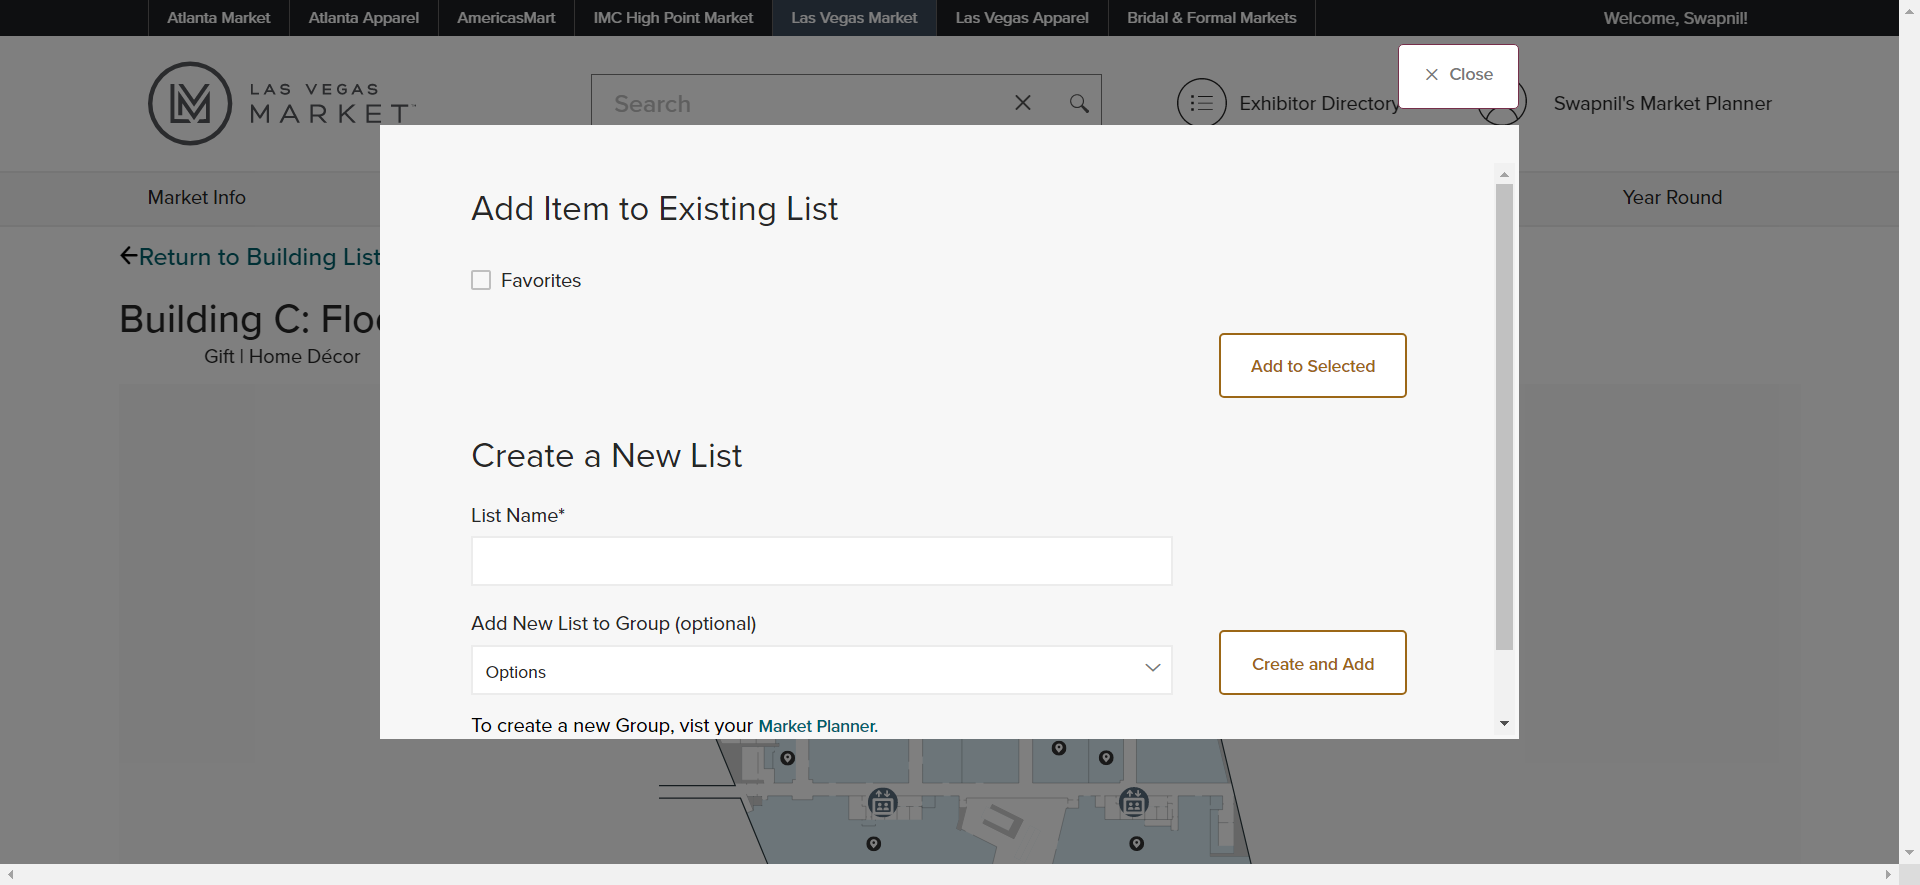 Atlanta Market
Atlanta Apparel
AmericasMart
IMC High Point Market
Las Vegas Market
Las Vegas Apparel
Bridal & Formal Markets
Welcome, Swapnil!
LAS VEGAS
MARKET
Search
Exhibitor Directory
Close
Swapnil's Market Planner
Market Info
Year Round
Return to Building List
Building C: Floo
Gift | Home Décor
Add Item to Existing List
Favorites
Add to Selected
Create a New List
List Name*
Add New List to Group (optional)
Options
Create and Add
To create a new Group, vist your Market Planner.